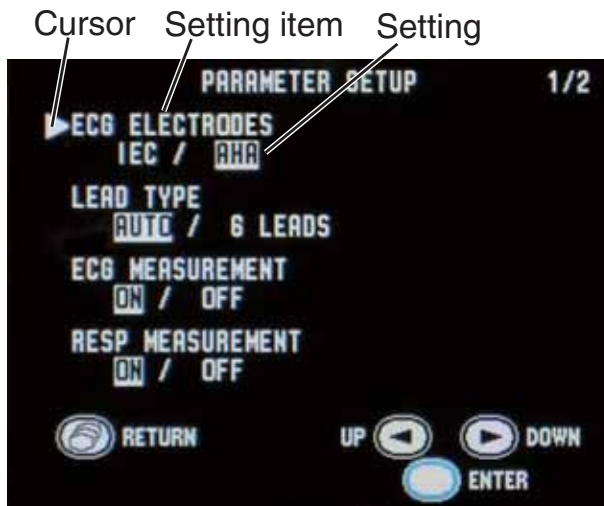 Cursor Setting item Setting
PARAMETER SETUP 1/2
ECG ELECTRODES
IEC / AHA
LEAD TYPE
AUTO / 6 LEADS
ECG MEASUREMENT
ON / OFF
RESP MEASUREMENT
ON / OFF
RETURN UP DOWN
ENTER